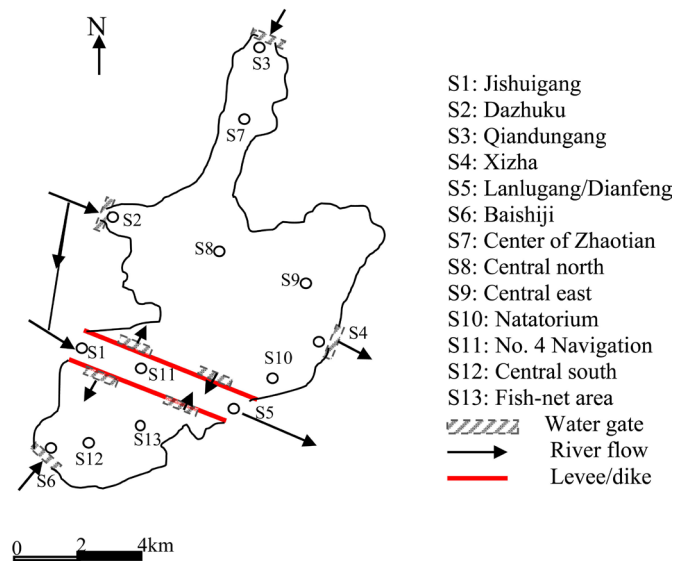 N
S3
S7
S2
S8
S9
S4
S1
S11
S10
S5
S13
S12
S6
0 2 4km
S1: Jishuigang
S2: Dazhuku
S3: Qiandungang
S4: Xizha
S5: Lanlugang/Dianfeng
S6: Baishiji
S7: Center of Zhaotian
S8: Central north
S9: Central east
S10: Natatorium
S11: No. 4 Navigation
S12: Central south
S13: Fish-net area
Water gate
River flow
Levee/dike